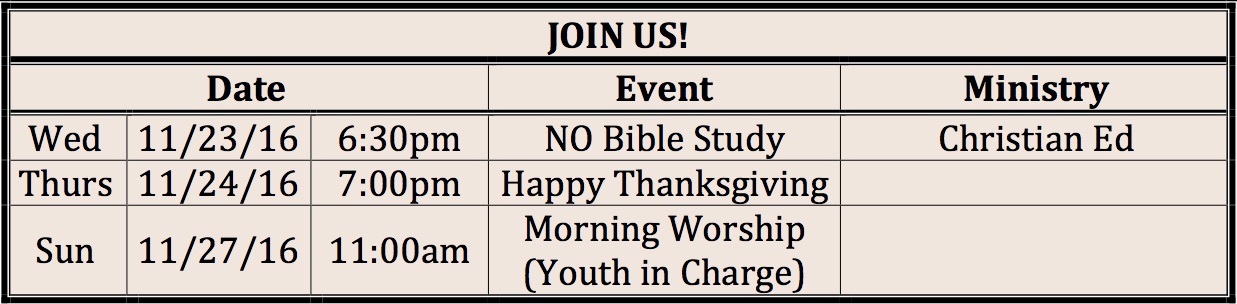 JOIN US!
Date Event Ministry
Wed 11/23/16 6:30pm NO Bible Study Christian Ed
Thurs 11/24/16 7:00pm Happy Thanksgiving
Sun 11/27/16 11:00am Morning Worship
(Youth in Charge)